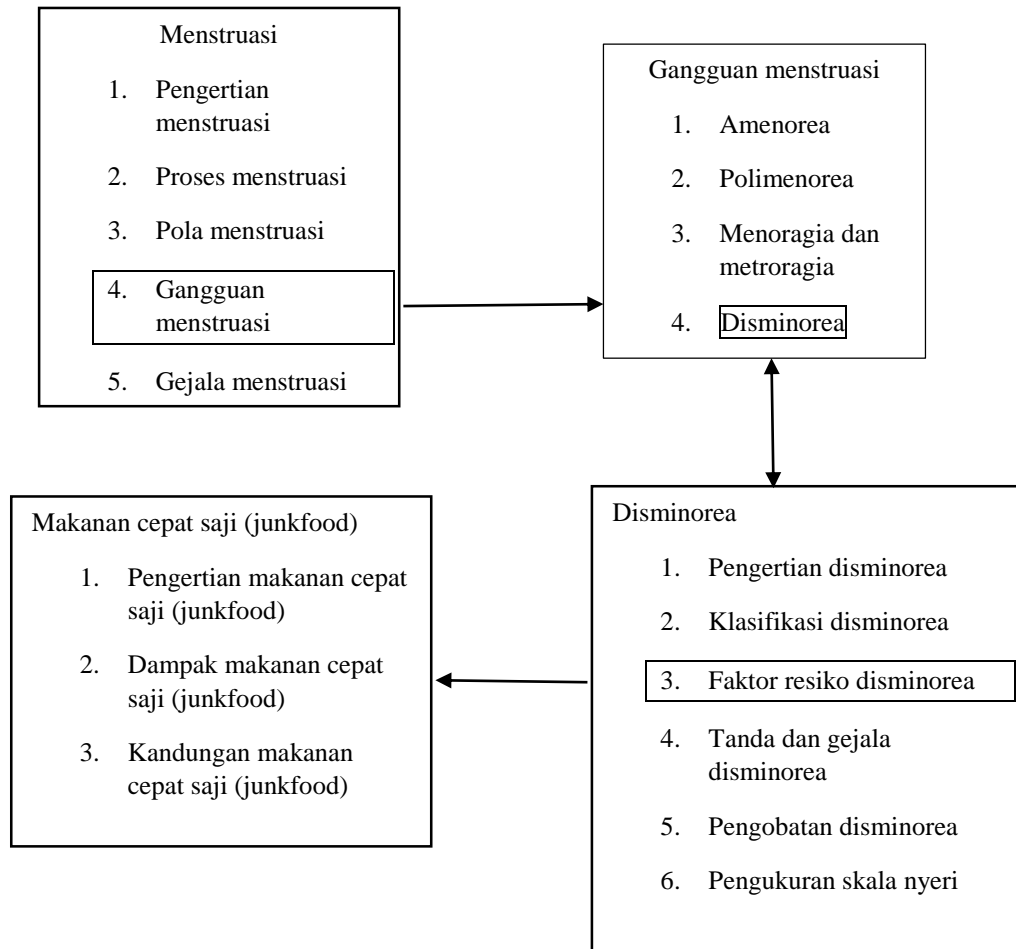 Menstruasi
1. Pengertian
menstruasi
2. Proses menstruasi
3. Pola menstruasi
4. Gangguan
menstruasi
5. Gejala menstruasi
Gangguan menstruasi
1. Amenorea
2. Polimenorea
3. Menoragia dan
metroragia
4. Disminorea
Makanan cepat saji (junkfood)
1. Pengertian makanan cepat
saji (junkfood)
2. Dampak makanan cepat
saji (junkfood)
3. Kandungan makanan
cepat saji (junkfood)
Disminorea
1. Pengertian disminorea
2. Klasifikasi disminorea
3. Faktor resiko disminorea
4. Tanda dan gejala
disminorea
5. Pengobatan disminorea
6. Pengukuran skala nyeri